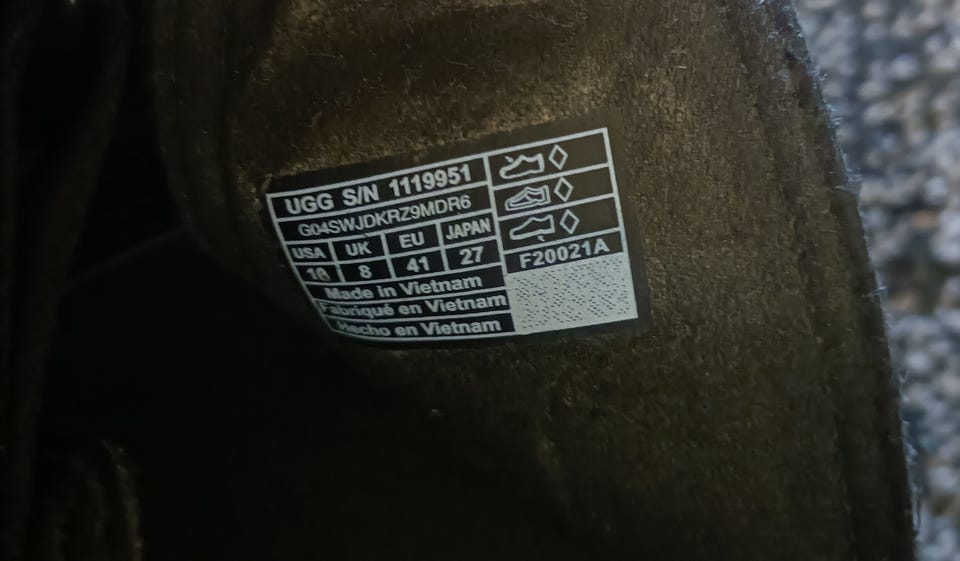 UGG S/N 1119951
G04SWJDKRZ9MDR6
USA UK EU JAPAN
10 8 41 27
Made in Vietnam
Fabriqué en Vietnam
Hecho en Vietnam
F20021A